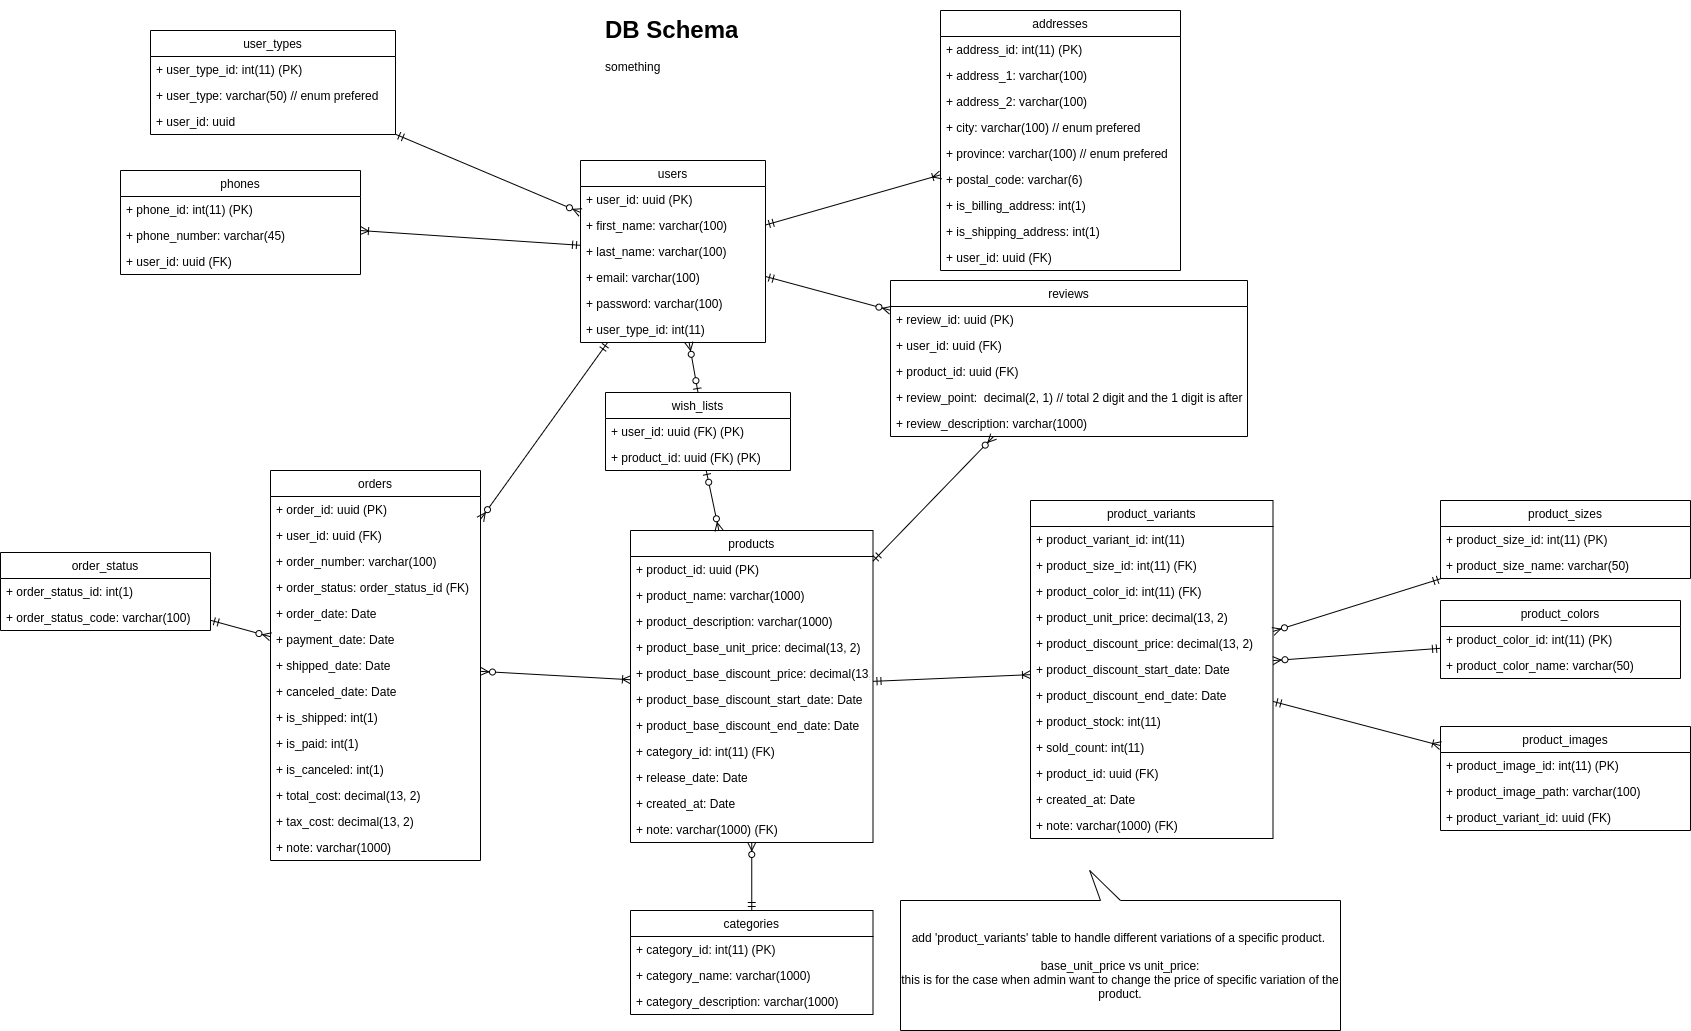 DB Schema
something
user_types
+ user_type_id: int(11) (PK)
+ user_type: varchar(50) // enum prefered
+ user_id: uuid
phones
+ phone_id: int(11) (PK)
+ phone_number: varchar(45)
+ user_id: uuid (FK)
users
+ user_id: uuid (PK)
+ first_name: varchar(100)
+ last_name: varchar(100)
+ email: varchar(100)
+ password: varchar(100)
+ user_type_id: int(11)
addresses
+ address_id: int(11) (PK)
+ address_1: varchar(100)
+ address_2: varchar(100)
+ city: varchar(100) // enum prefered
+ province: varchar(100) // enum prefered
+ postal_code: varchar(6)
+ is_billing_address: int(1)
+ is_shipping_address: int(1)
+ user_id: uuid (FK)
reviews
+ review_id: uuid (PK)
+ user_id: uuid (FK)
+ product_id: uuid (FK)
+ review_point:  decimal(2, 1) // total 2 digit and the 1 digit is after
+ review_description: varchar(1000)
wish_lists
+ user_id: uuid (FK) (PK)
+ product_id: uuid (FK) (PK)
orders
+ order_id: uuid (PK)
+ user_id: uuid (FK)
+ order_number: varchar(100)
+ order_status: order_status_id (FK)
+ order_date: Date
+ payment_date: Date
+ shipped_date: Date
+ canceled_date: Date
+ is_shipped: int(1)
+ is_paid: int(1)
+ is_canceled: int(1)
+ total_cost: decimal(13, 2)
+ tax_cost: decimal(13, 2)
+ note: varchar(1000)
order_status
+ order_status_id: int(1)
+ order_status_code: varchar(100)
products
+ product_id: uuid (PK)
+ product_name: varchar(1000)
+ product_description: varchar(1000)
+ product_base_unit_price: decimal(13, 2)
+ product_base_discount_price: decimal(13
+ product_base_discount_start_date: Date
+ product_base_discount_end_date: Date
+ category_id: int(11) (FK)
+ release_date: Date
+ created_at: Date
+ note: varchar(1000) (FK)
product_variants
+ product_variant_id: int(11)
+ product_size_id: int(11) (FK)
+ product_color_id: int(11) (FK)
+ product_unit_price: decimal(13, 2)
+ product_discount_price: decimal(13, 2)
+ product_discount_start_date: Date
+ product_discount_end_date: Date
+ product_stock: int(11)
+ sold_count: int(11)
+ product_id: uuid (FK)
+ created_at: Date
+ note: varchar(1000) (FK)
product_sizes
+ product_size_id: int(11) (PK)
+ product_size_name: varchar(50)
product_colors
+ product_color_id: int(11) (PK)
+ product_color_name: varchar(50)
product_images
+ product_image_id: int(11) (PK)
+ product_image_path: varchar(100)
+ product_variant_id: uuid (FK)
categories
+ category_id: int(11) (PK)
+ category_name: varchar(1000)
+ category_description: varchar(1000)
add 'product_variants' table to handle different variations of a specific product.
base_unit_price vs unit_price:
this is for the case when admin want to change the price of specific variation of the
product.